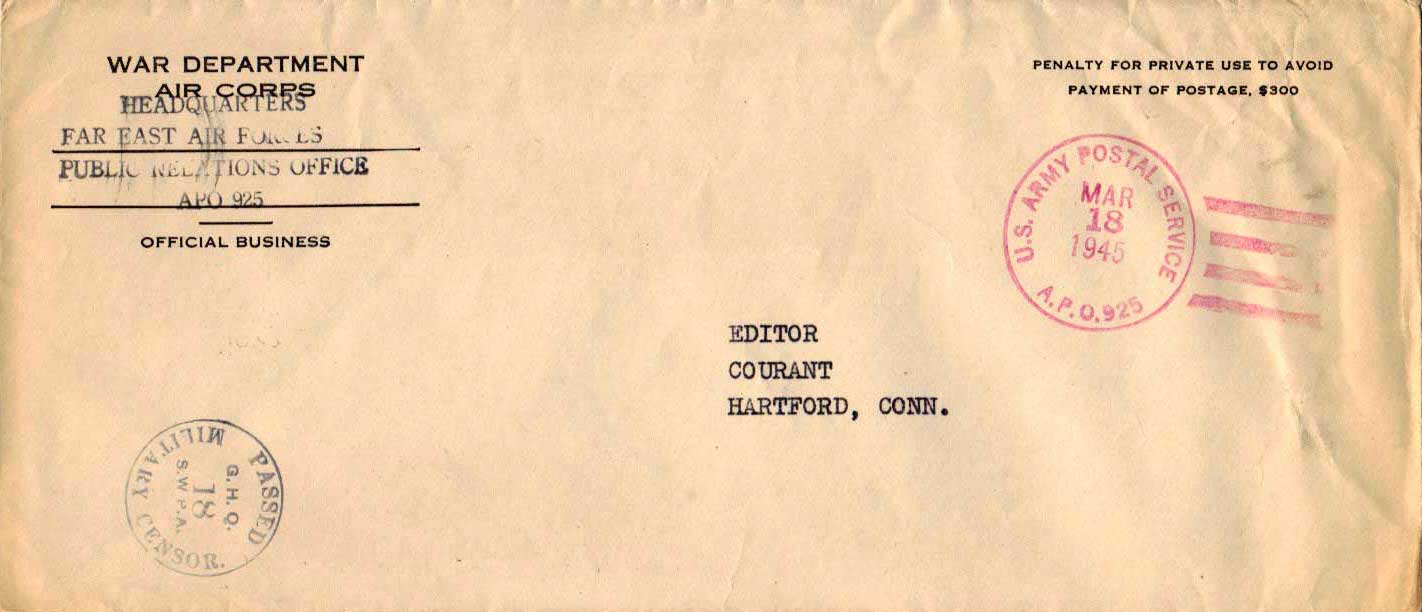 WAR DEPARTMENT
AIR CORPS
HEADQUARTERS
FAR EAST AIR FORCES
PUBLIC RELATIONS OFFICE
APO 925
OFFICIAL BUSINESS
PENALTY FOR PRIVATE USE TO AVOID
PAYMENT OF POSTAGE, $300
U.S. ARMY POSTAL SERVICE
MAR
18
1945
A.P.O. 925
EDITOR
COURANT
HARTFORD, CONN.
PASSED
G.H.Q.
18
S.W.P.A.
MILITARY CENSOR.